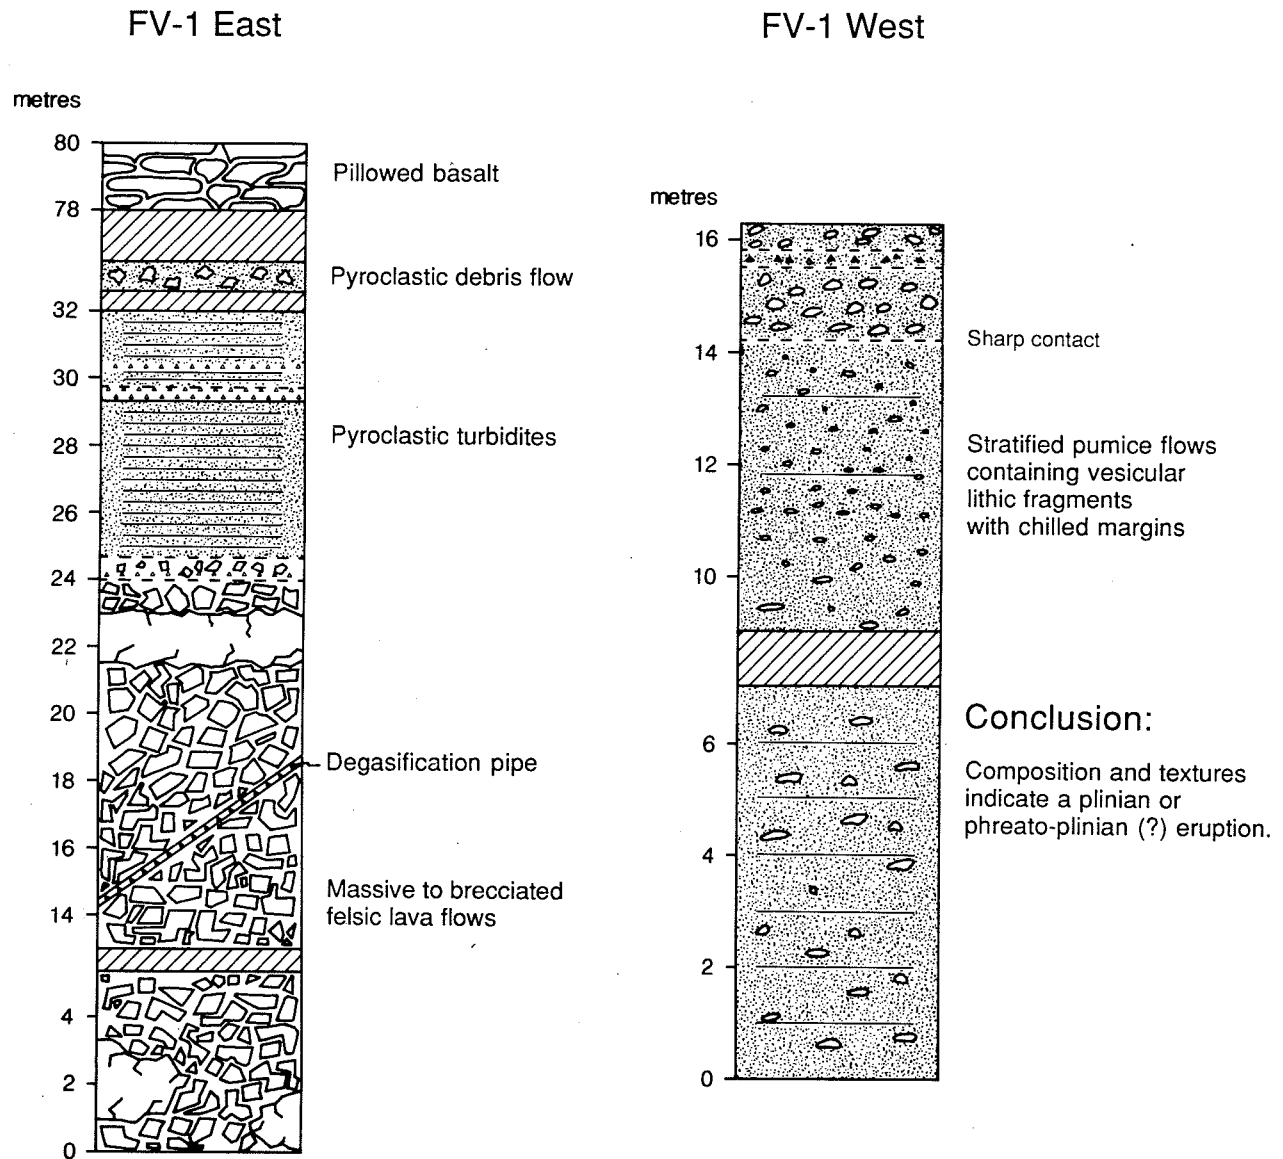 FV-1 East
metres
80
Pillowed basalt
78
Pyroclastic debris flow
32
30
28
Pyroclastic turbidites
26
24
22
20
18
Degasification pipe
16
14
Massive to brecciated
felsic lava flows
4
2
0
FV-1 West
metres
16
14
Sharp contact
12
Stratified pumice flows
containing vesicular
lithic fragments
with chilled margins
10
6
4
2
0
Conclusion:
Composition and textures
indicate a plinian or
phreato-plinian (?) eruption.